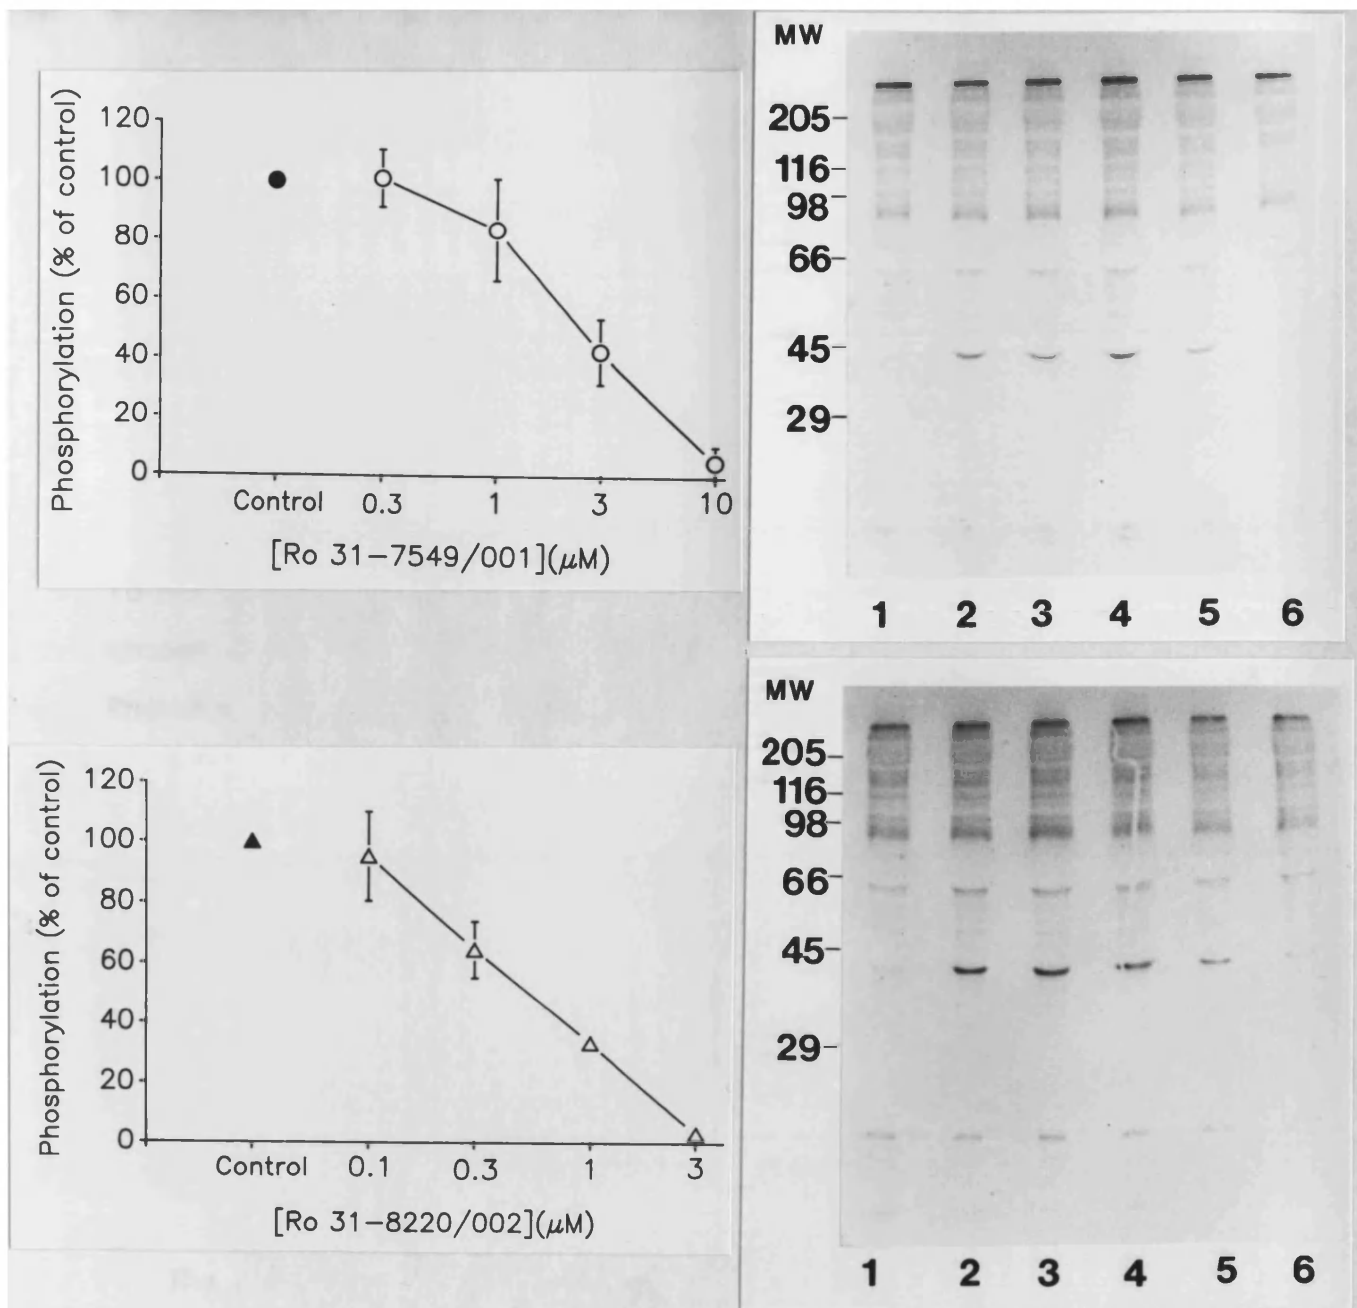 120
100
80
60
40
20
0
Phosphorylation (% of control)
Control 0.3 1 3 10
[Ro 31-7549/001](μM)
MW
205
116
98
66
45
29
1 2 3 4 5 6
120
100
80
60
40
20
0
Phosphorylation (% of control)
Control 0.1 0.3 1 3
[Ro 31-8220/002](μM)
MW
205
116
98
66
45
29
1 2 3 4 5 6